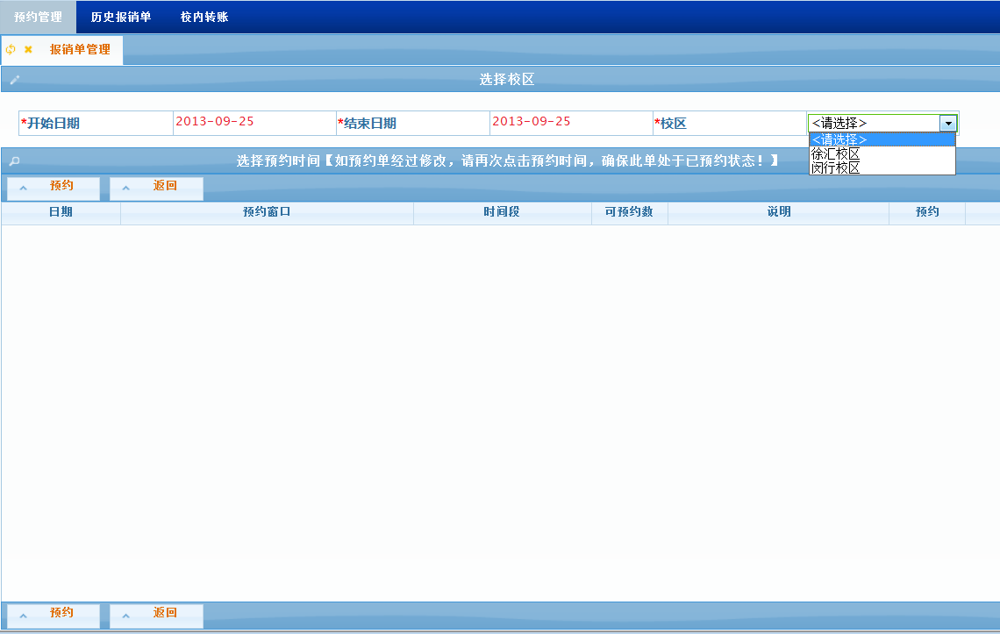 预约管理 历史报销单 校内转账
报销单管理
选择校区
*开始日期 2013-09-25 *结束日期 2013-09-25 *校区 <请选择>
<请选择>
徐汇校区
闵行校区
选择预约时间【如预约单经过修改，请再次点击预约时间，确保此单处于已预约状态！】
预约 返回
日期 预约窗口 时间段 可预约数 说明 预约
预约 返回